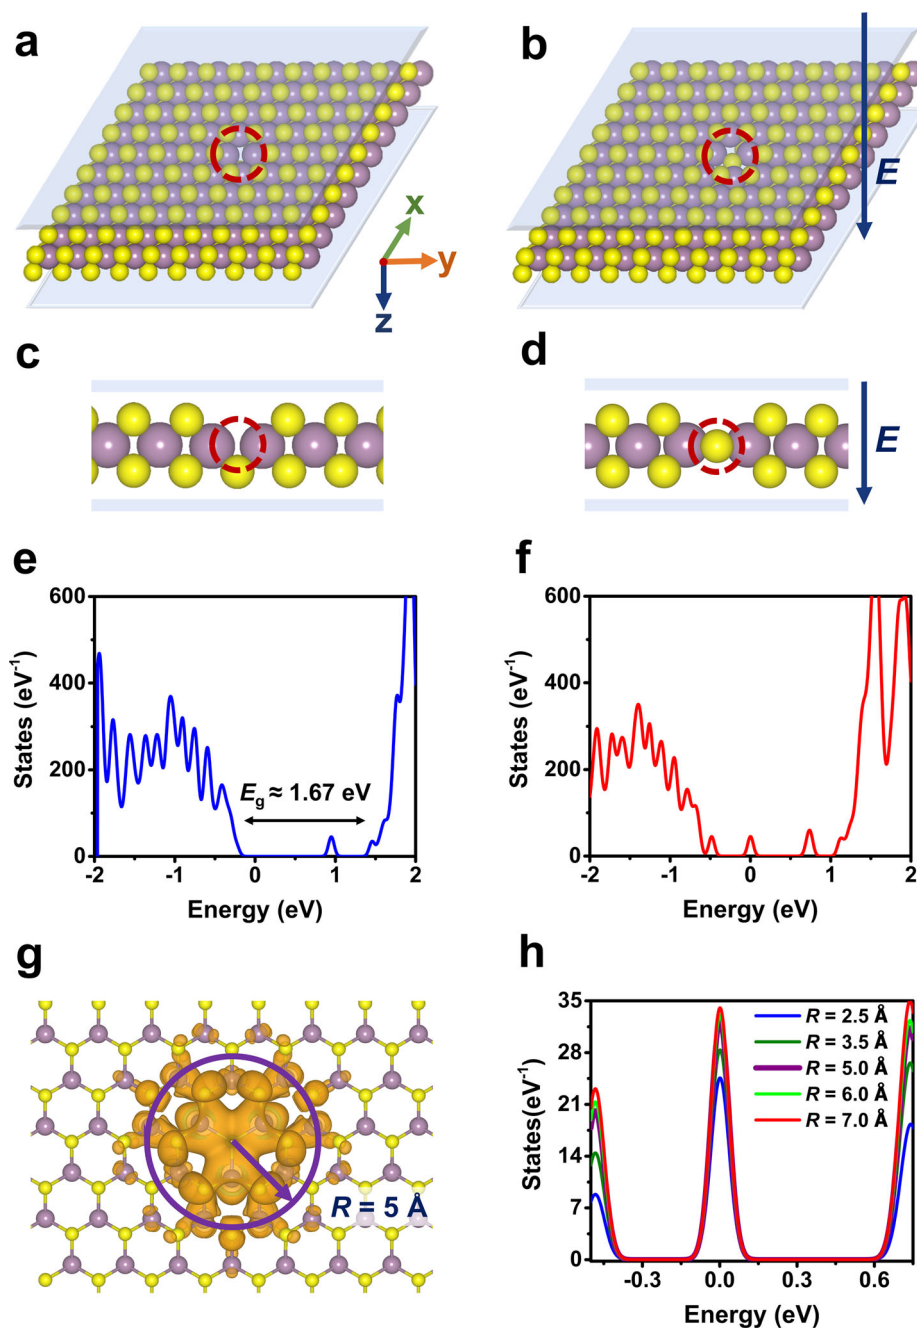 a
b
E
x
y
z
c
d
E
e
f
600
400
200
0
-2
-1
0
1
2
States (eV⁻¹)
Energy (eV)
E_g ≈ 1.67 eV
600
400
200
0
-2
-1
0
1
2
States (eV⁻¹)
Energy (eV)
g
h
R = 5 Å
35
28
21
14
7
0
-0.3
0.0
0.3
0.6
States(eV⁻¹)
Energy (eV)
R = 2.5 Å
R = 3.5 Å
R = 5.0 Å
R = 6.0 Å
R = 7.0 Å